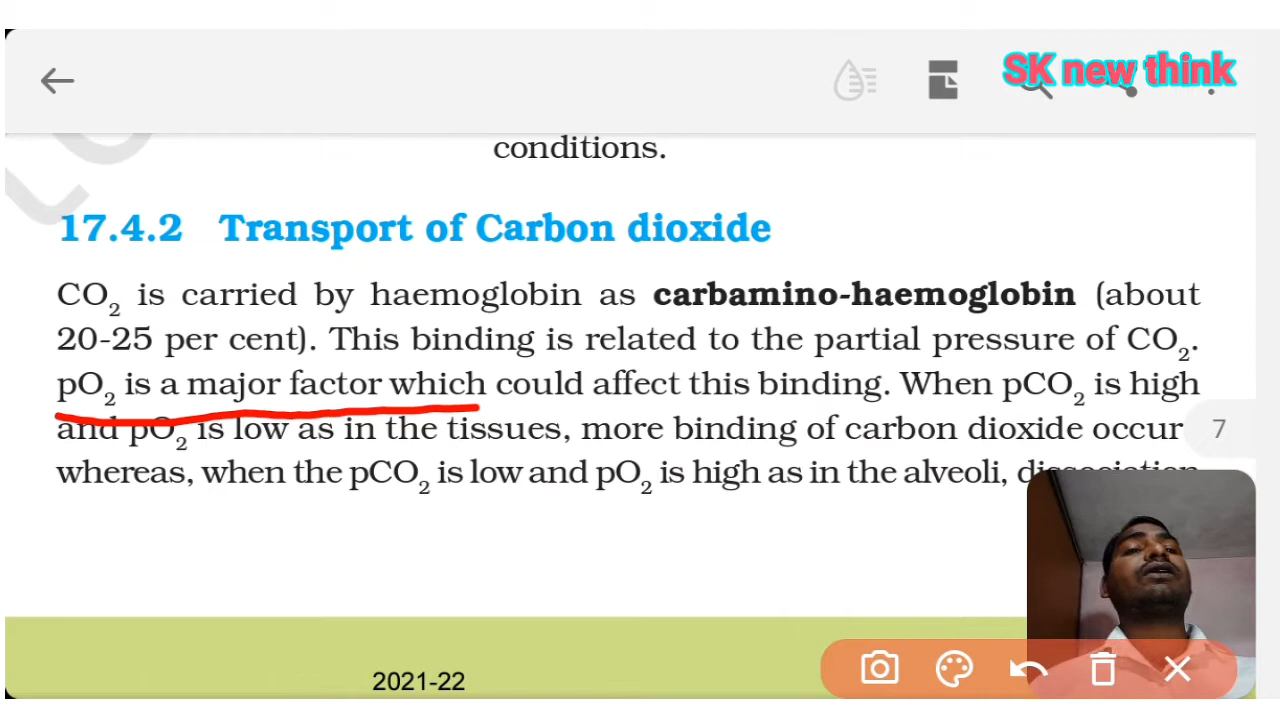 SK new think
conditions.
17.4.2 Transport of Carbon dioxide
CO2 is carried by haemoglobin as carbamino-haemoglobin (about
20-25 per cent). This binding is related to the partial pressure of CO2.
pO2 is a major factor which could affect this binding. When pCO2 is high
and pO2 is low as in the tissues, more binding of carbon dioxide occur
7
whereas, when the pCO2 is low and pO2 is high as in the alveoli, dissociation
2021-22